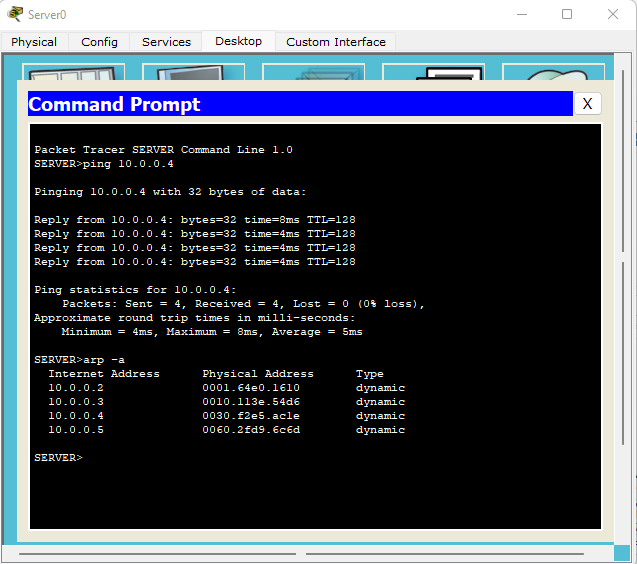 Server0
Physical Config Services Desktop Custom Interface
Command Prompt X
Packet Tracer SERVER Command Line 1.0
SERVER>ping 10.0.0.4
Pinging 10.0.0.4 with 32 bytes of data:
Reply from 10.0.0.4: bytes=32 time=8ms TTL=128
Reply from 10.0.0.4: bytes=32 time=4ms TTL=128
Reply from 10.0.0.4: bytes=32 time=4ms TTL=128
Reply from 10.0.0.4: bytes=32 time=4ms TTL=128
Ping statistics for 10.0.0.4:
Packets: Sent = 4, Received = 4, Lost = 0 (0% loss),
Approximate round trip times in milli-seconds:
Minimum = 4ms, Maximum = 8ms, Average = 5ms
SERVER>arp -a
Internet Address Physical Address Type
10.0.0.2 0001.64e0.1610 dynamic
10.0.0.3 0010.113e.54d6 dynamic
10.0.0.4 0030.f2e5.ac1e dynamic
10.0.0.5 0060.2fd9.6c6d dynamic
SERVER>